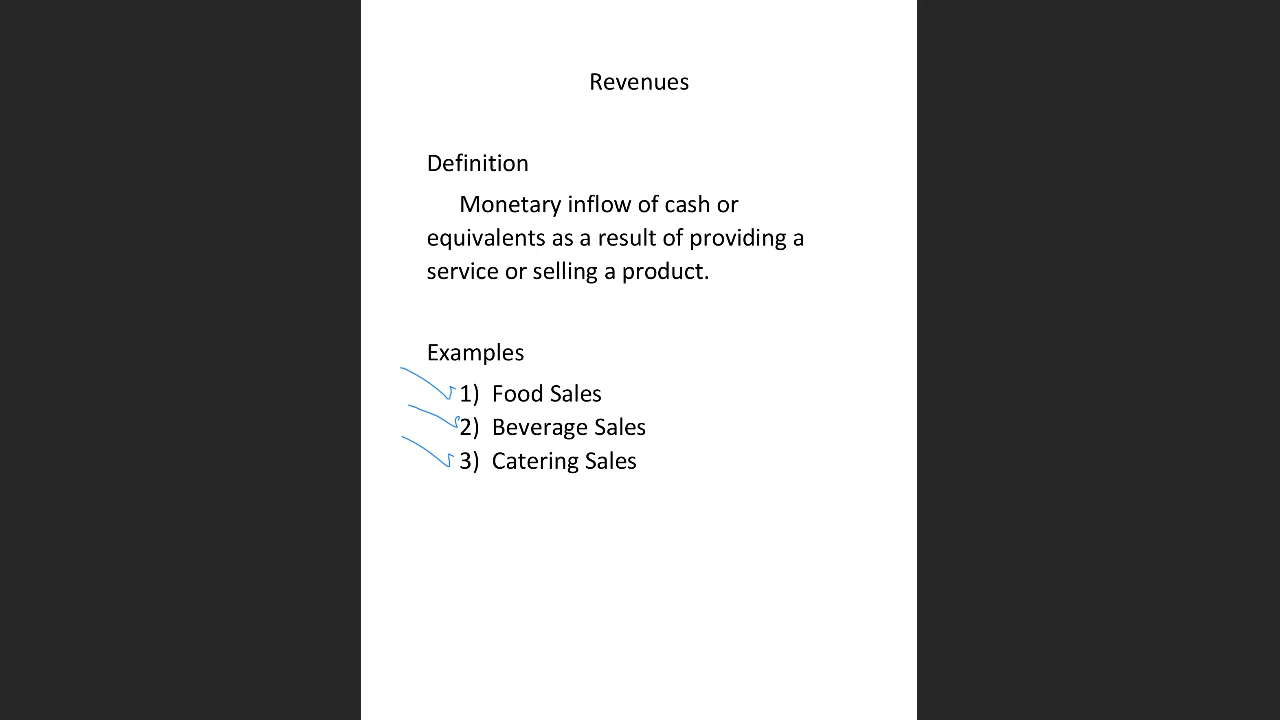 Revenues
Definition
Monetary inflow of cash or
equivalents as a result of providing a
service or selling a product.
Examples
1) Food Sales
2) Beverage Sales
3) Catering Sales